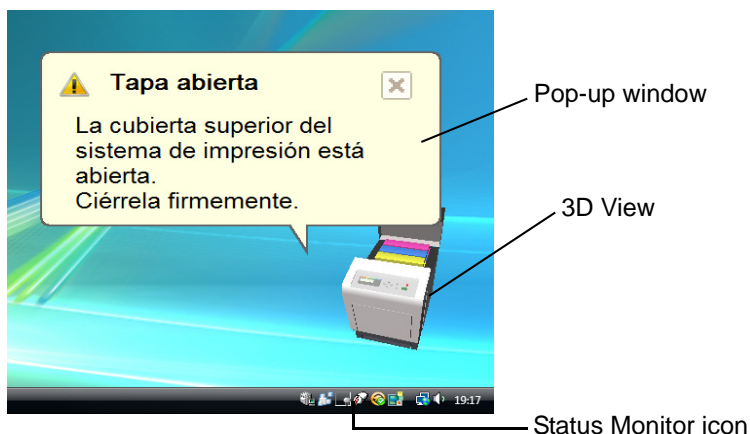 Tapa abierta
La cubierta superior del
sistema de impresión está
abierta.
Ciérrela firmemente.
Pop-up window
3D View
19:17
Status Monitor icon